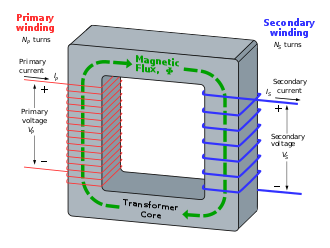 Primary
winding
Nₚ turns
Secondary
winding
Nₛ turns
Magnetic
Flux, Φ
Primary
current
Iₚ
+
Primary
voltage
Vₚ
−
Secondary
current
Iₛ
+
Secondary
voltage
Vₛ
−
Transformer
Core